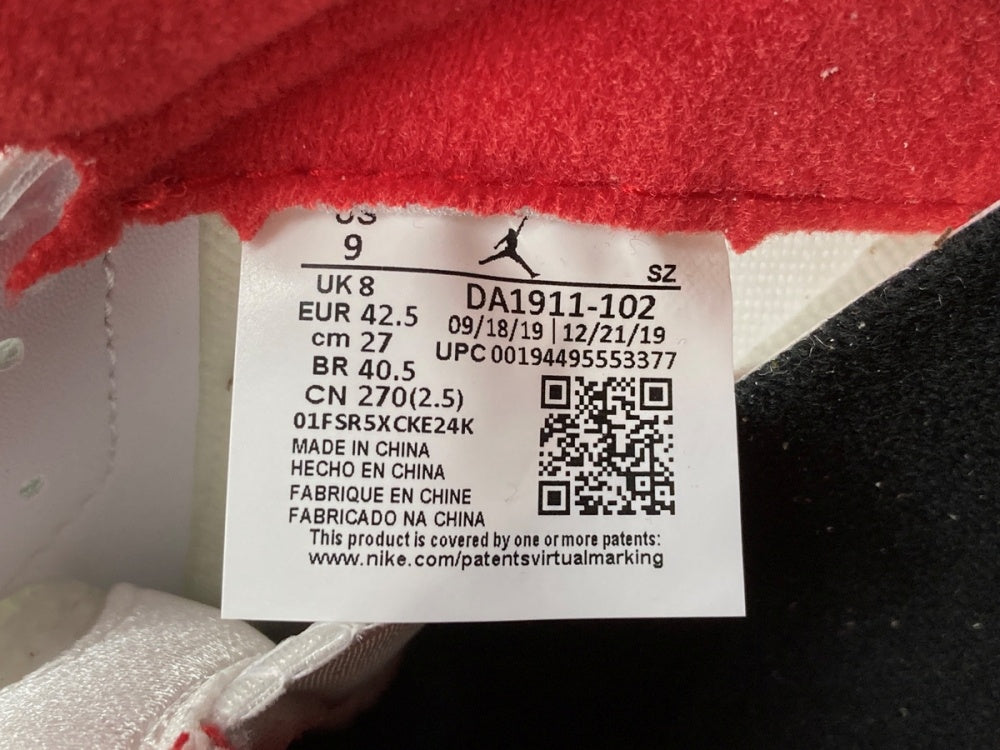 US
9
SZ
UK 8
DA1911-102
EUR 42.5
09/18/19 | 12/21/19
cm 27
UPC 00194495553377
BR 40.5
CN 270(2.5)
01FSR5XCKE24K
MADE IN CHINA
HECHO EN CHINA
FABRIQUE EN CHINE
FABRICADO NA CHINA
This product is covered by one or more patents:
www.nike.com/patentsvirtualmarking